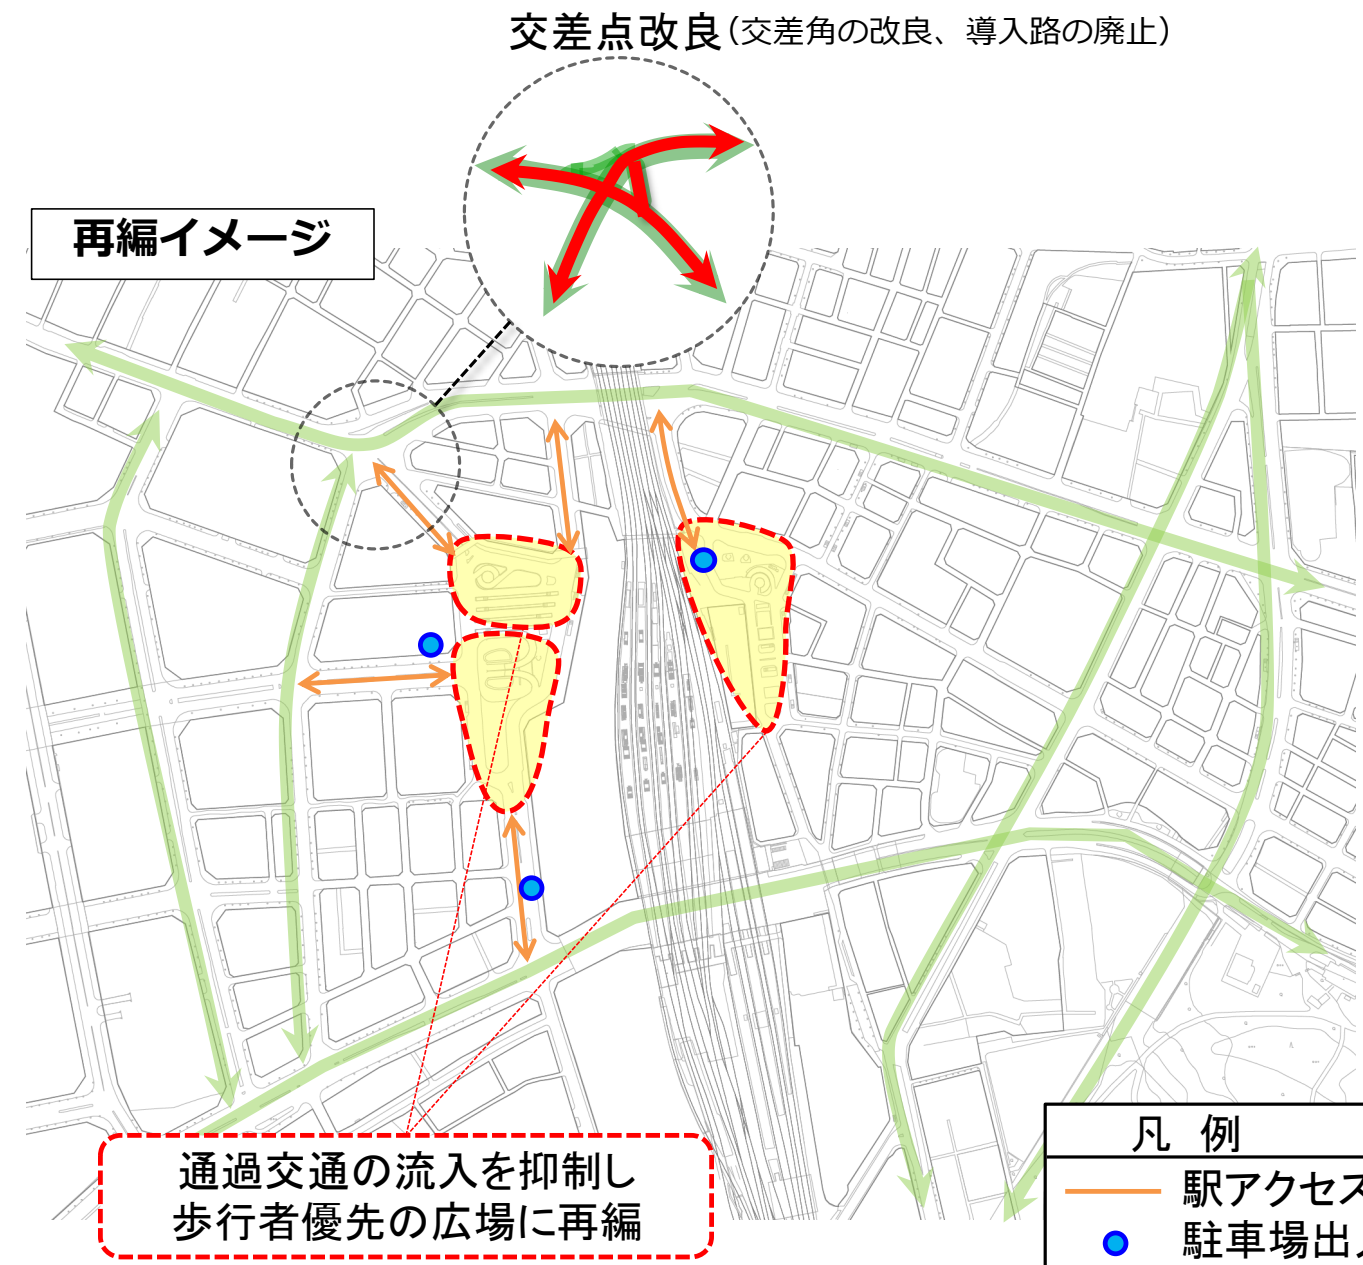 交差点改良(交差角の改良、導入路の廃止)
再編イメージ
通過交通の流入を抑制し
歩行者優先の広場に再編
凡 例
駅アクセス
駐車場出